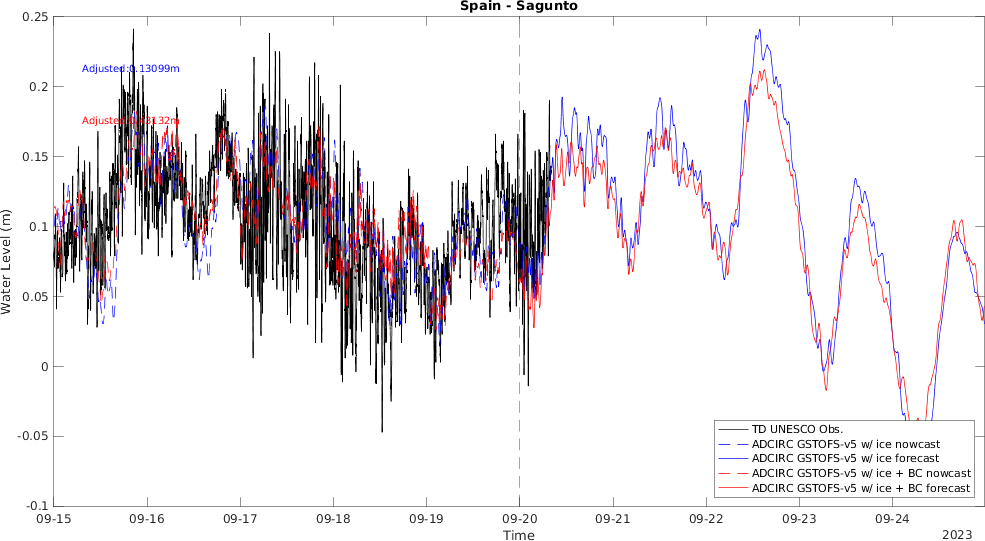 Spain - Sagunto
0.25
0.2
0.15
0.1
0.05
0
-0.05
-0.1
Water Level (m)
Adjusted:0.13099m
TD UNESCO Obs.
ADCIRC GSTOFS-v5 w/ ice nowcast
ADCIRC GSTOFS-v5 w/ ice forecast
ADCIRC GSTOFS-v5 w/ ice + BC nowcast
ADCIRC GSTOFS-v5 w/ ice + BC forecast
09-15 09-16 09-17 09-18 09-19 09-20 09-21 09-22 09-23 09-24
Time
2023